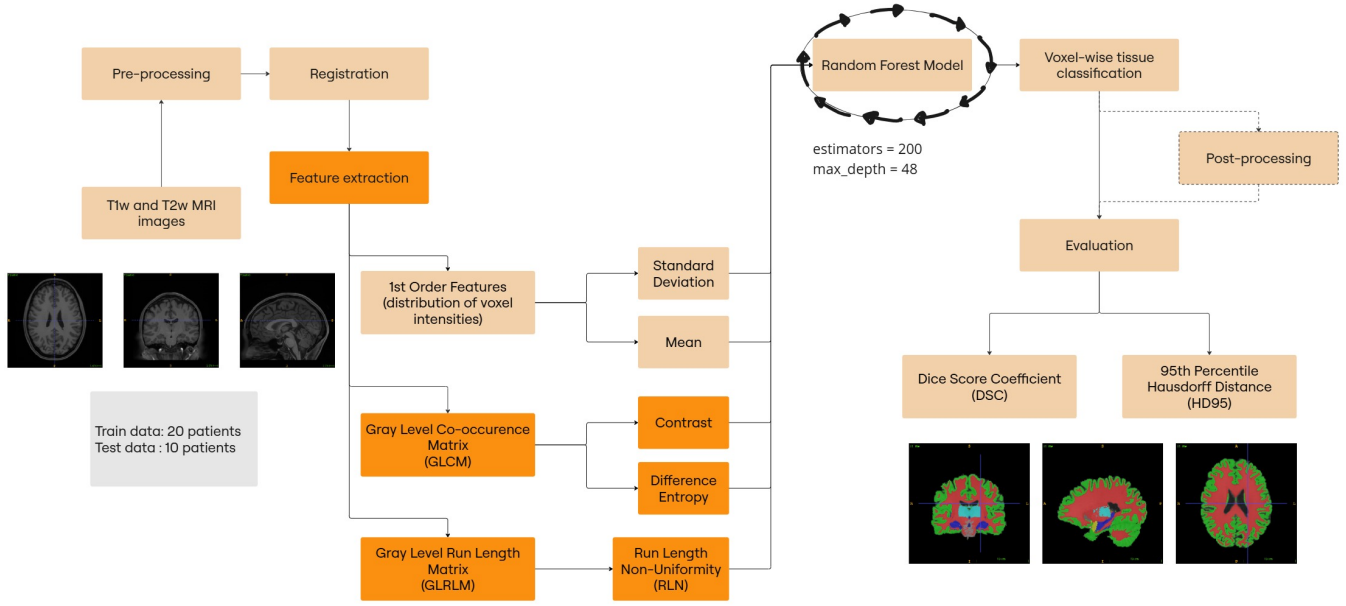 Pre-processing
Registration
T1w and T2w MRI
images
Feature extraction
Train data: 20 patients
Test data : 10 patients
1st Order Features
(distribution of voxel
intensities)
Standard
Deviation
Mean
Gray Level Co-occurence
Matrix
(GLCM)
Contrast
Difference
Entropy
Gray Level Run Length
Matrix
(GLRLM)
Run Length
Non-Uniformity
(RLN)
Random Forest Model
estimators = 200
max_depth = 48
Voxel-wise tissue
classification
Post-processing
Evaluation
Dice Score Coefficient
(DSC)
95th Percentile
Hausdorff Distance
(HD95)